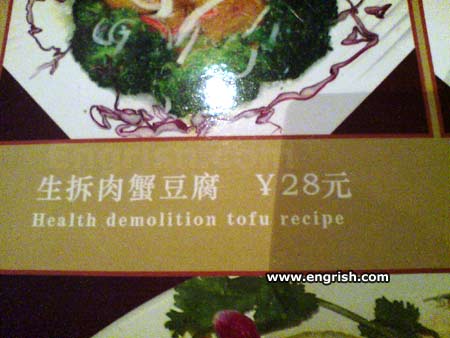 生拆肉蟹豆腐 ￥28元
Health demolition tofu recipe
www.engrish.com